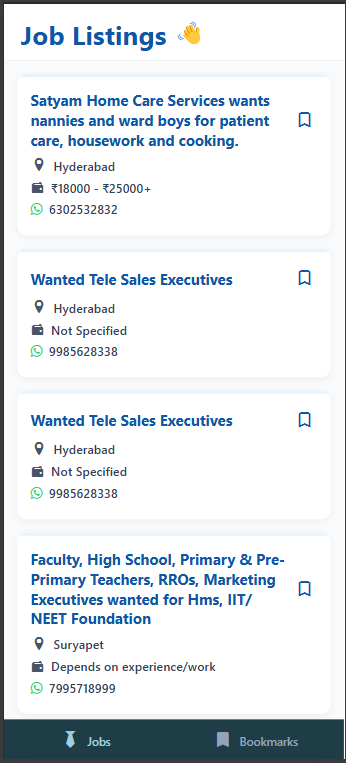 Job Listings 👋
Satyam Home Care Services wants
nannies and ward boys for patient
care, housework and cooking.
Hyderabad
₹18000 - ₹25000+
6302532832
Wanted Tele Sales Executives
Hyderabad
Not Specified
9985628338
Wanted Tele Sales Executives
Hyderabad
Not Specified
9985628338
Faculty, High School, Primary & Pre-
Primary Teachers, RROs, Marketing
Executives wanted for Hms, IIT/
NEET Foundation
Suryapet
Depends on experience/work
7995718999
Jobs
Bookmarks